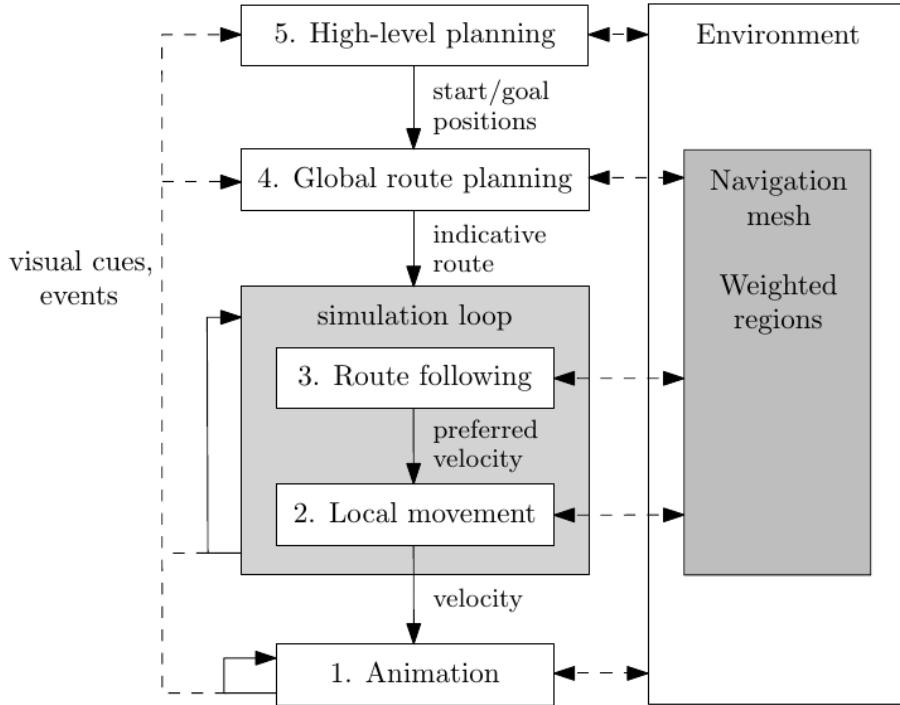 5. High-level planning
Environment
start/goal
positions
4. Global route planning
Navigation
mesh
indicative
route
visual cues,
events
Weighted
regions
simulation loop
3. Route following
preferred
velocity
2. Local movement
velocity
1. Animation